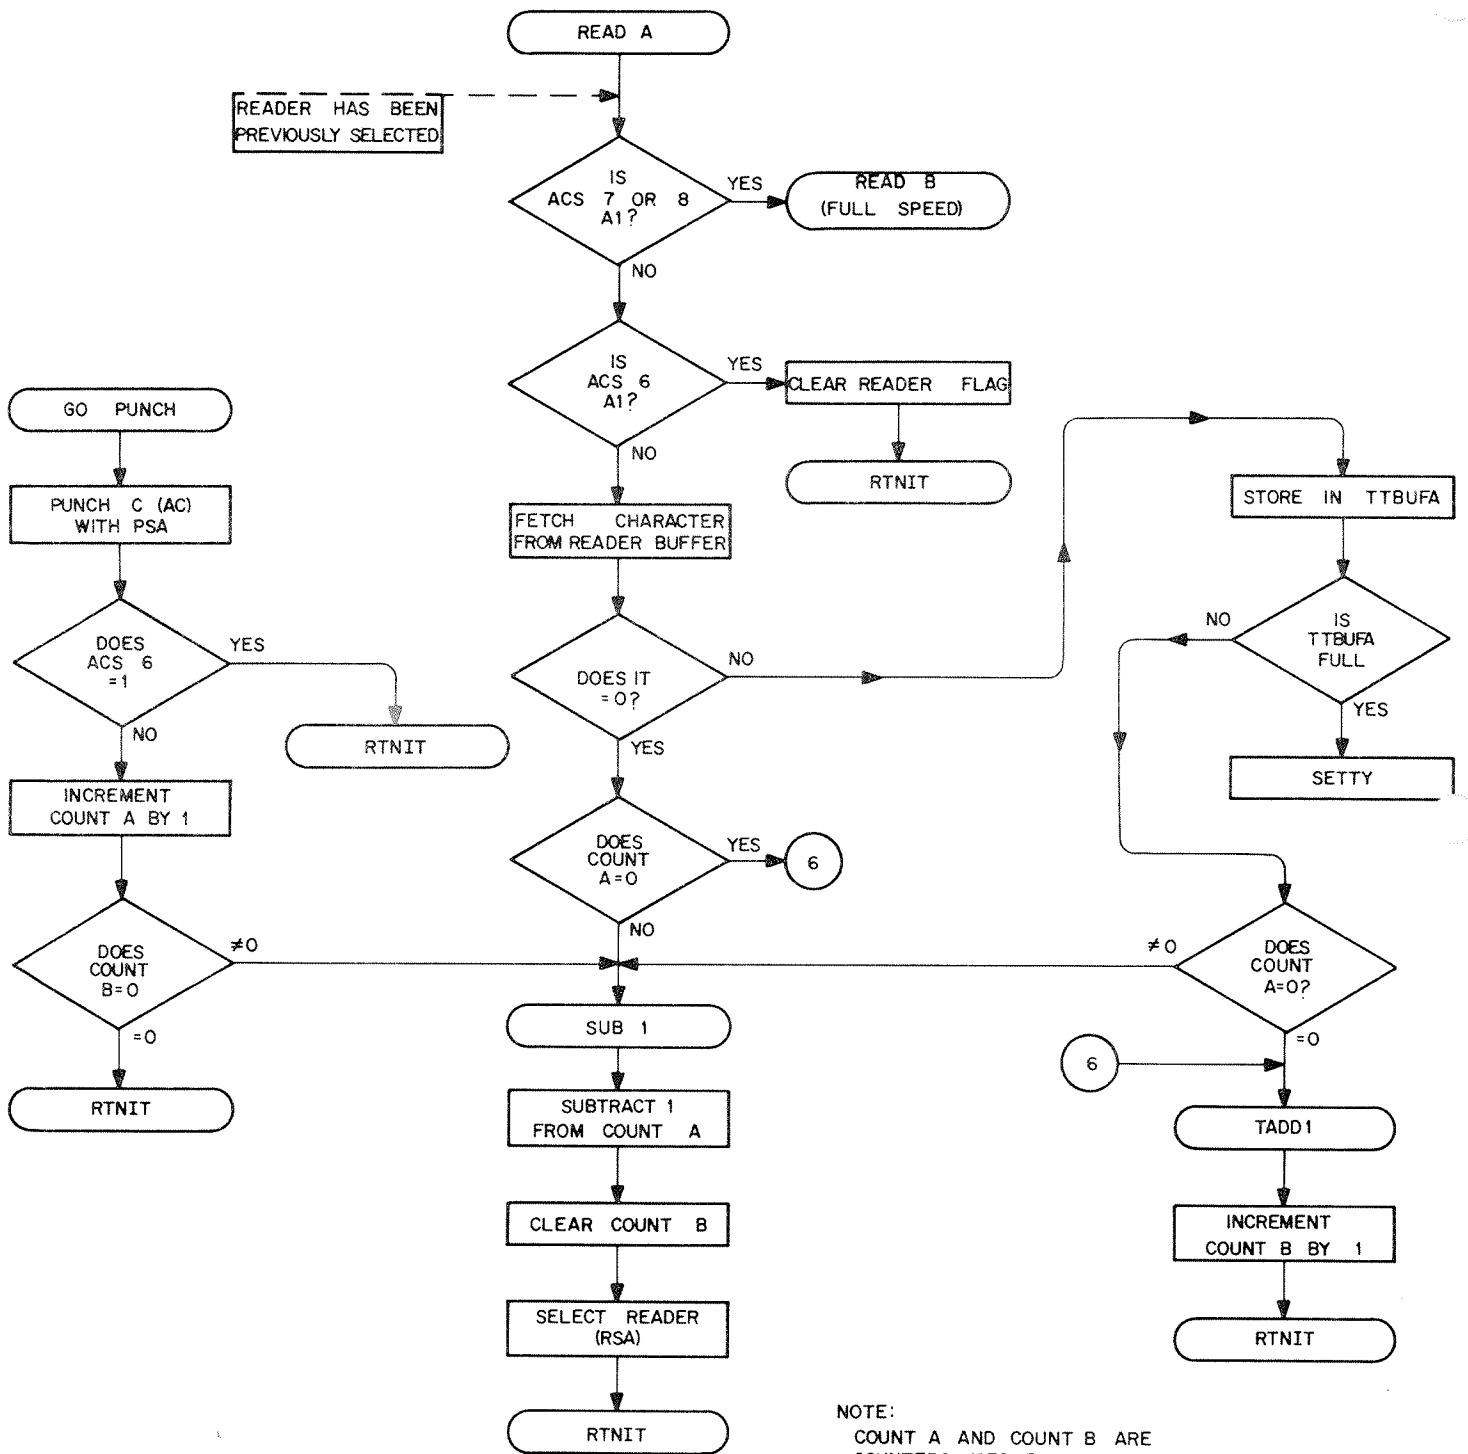 READ A
READER HAS BEEN
PREVIOUSLY SELECTED
IS
ACS 7 OR 8
A1?
YES
READ B
(FULL SPEED)
NO
IS
ACS 6
A1?
YES
CLEAR READER FLAG
RTNIT
NO
FETCH CHARACTER
FROM READER BUFFER
DOES IT
=0?
NO
YES
DOES
COUNT
A=0
YES
6
NO
SUB 1
SUBTRACT 1
FROM COUNT A
CLEAR COUNT B
SELECT READER
(RSA)
RTNIT
GO PUNCH
PUNCH C (AC)
WITH PSA
DOES
ACS 6
=1
YES
RTNIT
NO
INCREMENT
COUNT A BY 1
DOES
COUNT
B=0
≠0
=0
RTNIT
STORE IN TTBUFA
IS
TTBUFA
FULL
NO
YES
SETTY
DOES
COUNT
A=0?
≠0
=0
6
TADD1
INCREMENT
COUNT B BY 1
RTNIT
NOTE:
COUNT A AND COUNT B ARE